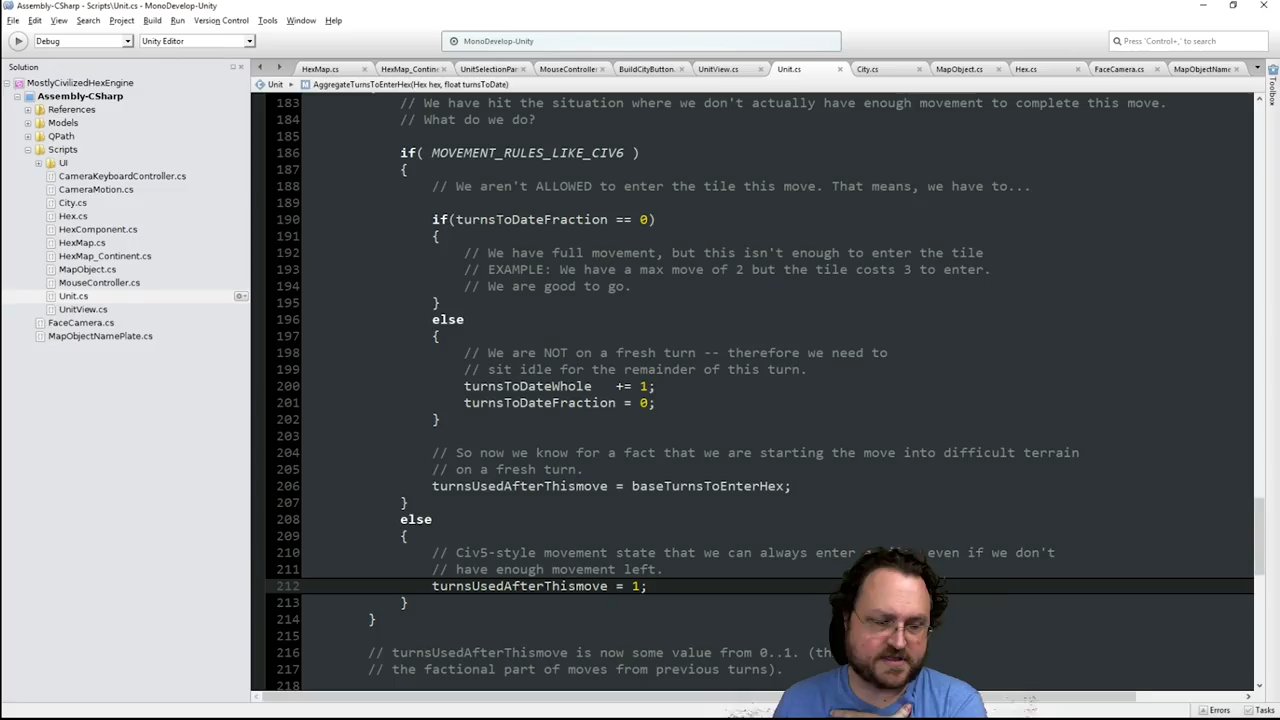 Assembly-CSharp - Scripts\Unit.cs - MonoDevelop-Unity
File Edit View Search Project Build Run Version Control Tools Window Help
Debug Unity Editor MonoDevelop-Unity Press 'Control+,' to search
Solution
HexMap.cs HexMap_Contine UnitSelectionPar MouseController BuildCityButton. UnitView.cs Unit.cs City.cs MapObject.cs Hex.cs FaceCamera.cs MapObjectName
Unit AggregateTurnsToEnterHex(Hex hex, float turnsToDate)
Toolbox
MostlyCivilizedHexEngine
Assembly-CSharp
References
Models
QPath
Scripts
UI
CameraKeyboardController.cs
CameraMotion.cs
City.cs
Hex.cs
HexComponent.cs
HexMap.cs
HexMap_Continent.cs
MapObject.cs
MouseController.cs
Unit.cs
UnitView.cs
FaceCamera.cs
MapObjectNamePlate.cs
183 // We have hit the situation where we don't actually have enough movement to complete this move.
184 // What do we do?
185
186 if( MOVEMENT_RULES_LIKE_CIV6 )
187 {
188 // We aren't ALLOWED to enter the tile this move. That means, we have to...
189
190 if(turnsToDateFraction == 0)
191 {
192 // We have full movement, but this isn't enough to enter the tile
193 // EXAMPLE: We have a max move of 2 but the tile costs 3 to enter.
194 // We are good to go.
195 }
196 else
197 {
198 // We are NOT on a fresh turn -- therefore we need to
199 // sit idle for the remainder of this turn.
200 turnsToDateWhole += 1;
201 turnsToDateFraction = 0;
202 }
203
204 // So now we know for a fact that we are starting the move into difficult terrain
205 // on a fresh turn.
206 turnsUsedAfterThismove = baseTurnsToEnterHex;
207 }
208 else
209 {
210 // Civ5-style movement state that we can always enter even if we don't
211 // have enough movement left.
212 turnsUsedAfterThismove = 1;
213 }
214 }
215
216 // turnsUsedAfterThismove is now some value from 0..1.
217 // the factional part of moves from previous turns).
218
Errors Tasks